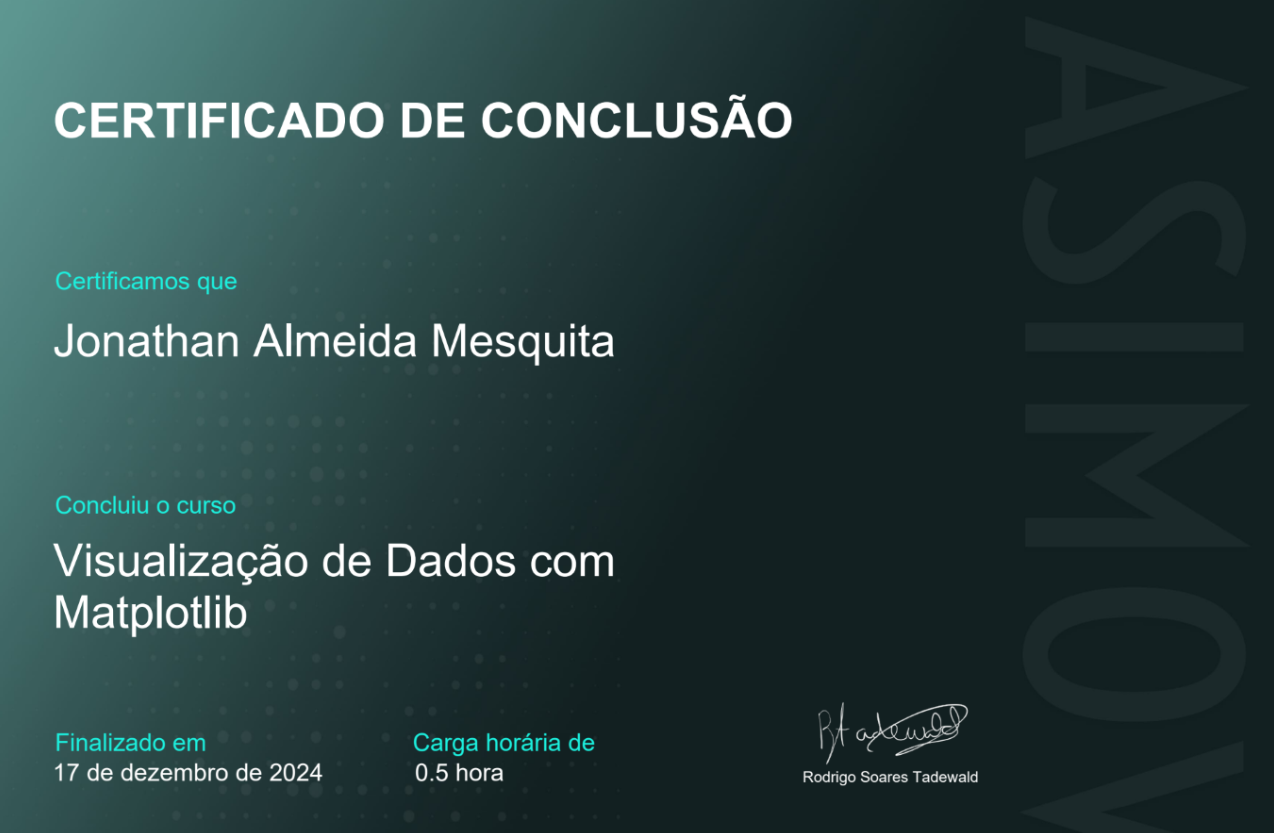 CERTIFICADO DE CONCLUSÃO
Certificamos que
Jonathan Almeida Mesquita
Concluiu o curso
Visualização de Dados com
Matplotlib
Finalizado em
17 de dezembro de 2024
Carga horária de
0.5 hora
Rtadewald
Rodrigo Soares Tadewald
ASIMOV